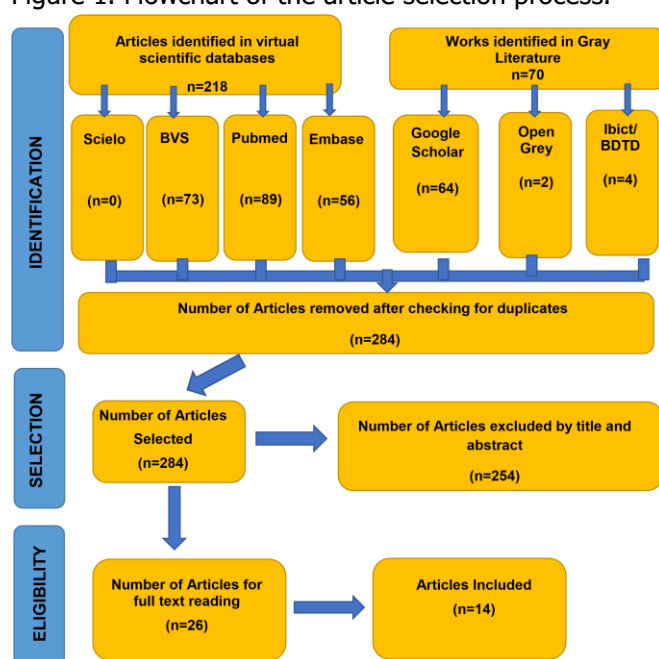 Figure 1. Flowchart of the article selection process.
Articles identified in virtual
scientific databases
n=218
Works identified in Gray
Literature
n=70
Scielo
(n=0)
BVS
(n=73)
Pubmed
(n=89)
Embase
(n=56)
Google
Scholar
(n=64)
Open
Grey
(n=2)
Ibict/
BDTD
(n=4)
IDENTIFICATION
Number of Articles removed after checking for duplicates
(n=284)
SELECTION
Number of Articles
Selected
(n=284)
Number of Articles excluded by title and
abstract
(n=254)
ELIGIBILITY
Number of Articles for
full text reading
(n=26)
Articles Included
(n=14)